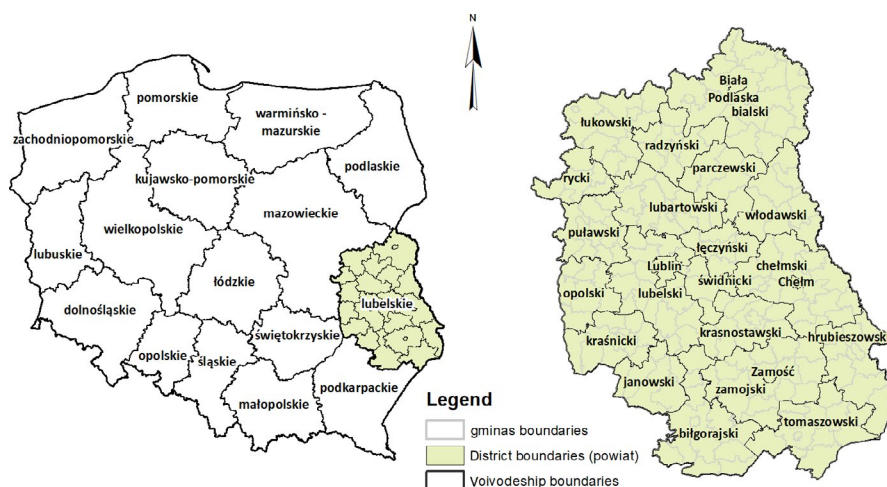 N
pomorskie
warmińsko -
mazurskie
zachodniopomorskie
podlaskie
kujawsko-pomorskie
mazowieckie
wielkopolskie
lubuskie
łódzkie
lubelskie
dolnośląskie
świętokrzyskie
opolskie
śląskie
podkarpackie
małopolskie
Biała
Podlaska
bialski
łukowski
radzyński
parczewski
rycki
lubartowski
włodawski
puławski
łęczyński
Lublin
chełmski
świdnicki
Chełm
opolski
lubelski
krasnostawski
hrubieszowski
kraśnicki
Zamość
janowski
zamojski
tomaszowski
biłgorajski
Legend
gminas boundaries
District boundaries (powiat)
Voivodeship boundaries